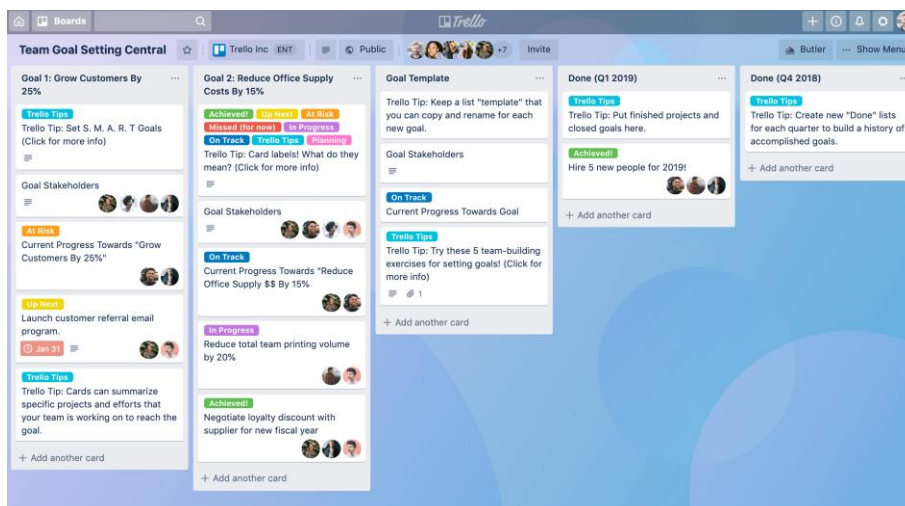 Boards
Trello
Team Goal Setting Central
Trello Inc ENT
Public
+7
Invite
Butler
... Show Menu
Goal 1: Grow Customers By
25%
Trello Tips
Trello Tip: Set S. M. A. R. T Goals
(Click for more info)
Goal Stakeholders
At Risk
Current Progress Towards "Grow
Customers By 25%"
Up Next
Launch customer referral email
program.
Jan 31
Trello Tips
Trello Tip: Cards can summarize
specific projects and efforts that
your team is working on to reach the
goal.
+ Add another card
Goal 2: Reduce Office Supply
Costs By 15%
Achieved! Up Next At Risk
Missed (for now) In Progress
On Track Trello Tips Planning
Trello Tip: Card labels! What do they
mean? (Click for more info)
Goal Stakeholders
On Track
Current Progress Towards "Reduce
Office Supply $$ By 15%
In Progress
Reduce total team printing volume
by 20%
Achieved!
Negotiate loyalty discount with
supplier for new fiscal year
+ Add another card
Goal Template
Trello Tip: Keep a list "template" that
you can copy and rename for each
new goal.
Goal Stakeholders
On Track
Current Progress Towards Goal
Trello Tips
Trello Tip: Try these 5 team-building
exercises for setting goals! (Click for
more info)
1
+ Add another card
Done (Q1 2019)
Trello Tips
Trello Tip: Put finished projects and
closed goals here.
Achieved!
Hire 5 new people for 2019!
+ Add another card
Done (Q4 2018)
Trello Tips
Trello Tip: Create new "Done" lists
for each quarter to build a history of
accomplished goals.
+ Add another card